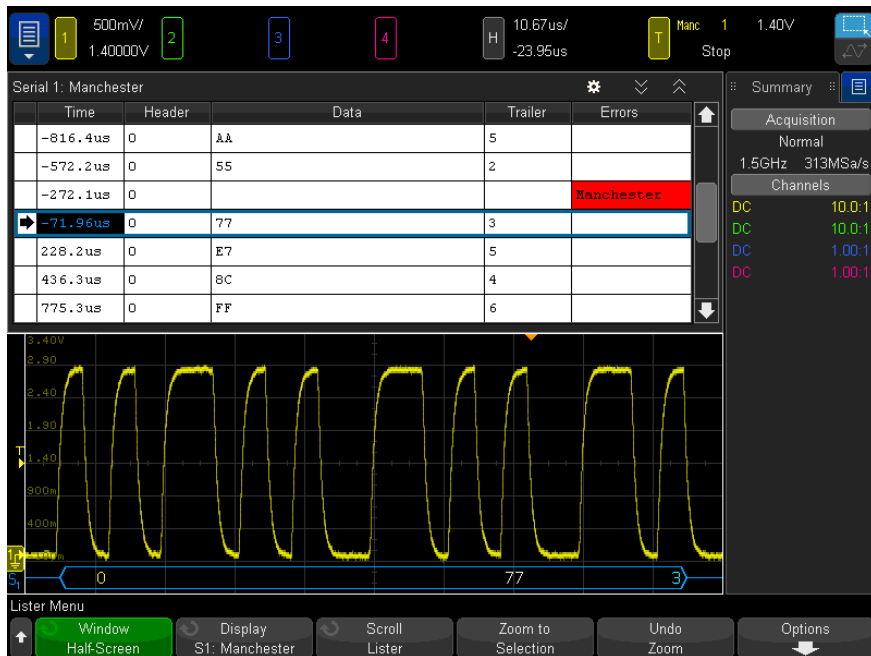 1 500mV/ 2 3 4 H 10.67us/ T Manc 1 1.40V
1.40000V -23.95us Stop
Serial 1: Manchester
Summary
Time Header Data Trailer Errors
Acquisition
Normal
1.5GHz 313MSa/s
Channels
DC 10.0:1
DC 10.0:1
DC 1.00:1
DC 1.00:1
-816.4us 0 AA 5
-572.2us 0 55 2
-272.1us 0 Manchester
-71.96us 0 77 3
228.2us 0 E7 5
436.3us 0 8C 4
775.3us 0 FF 6
3.40V
2.90
2.40
1.90
T
1.40
900m
400m
1
S1 0 77 3
Lister Menu
Window Display Scroll Zoom to Undo Options
Half-Screen S1: Manchester Lister Selection Zoom